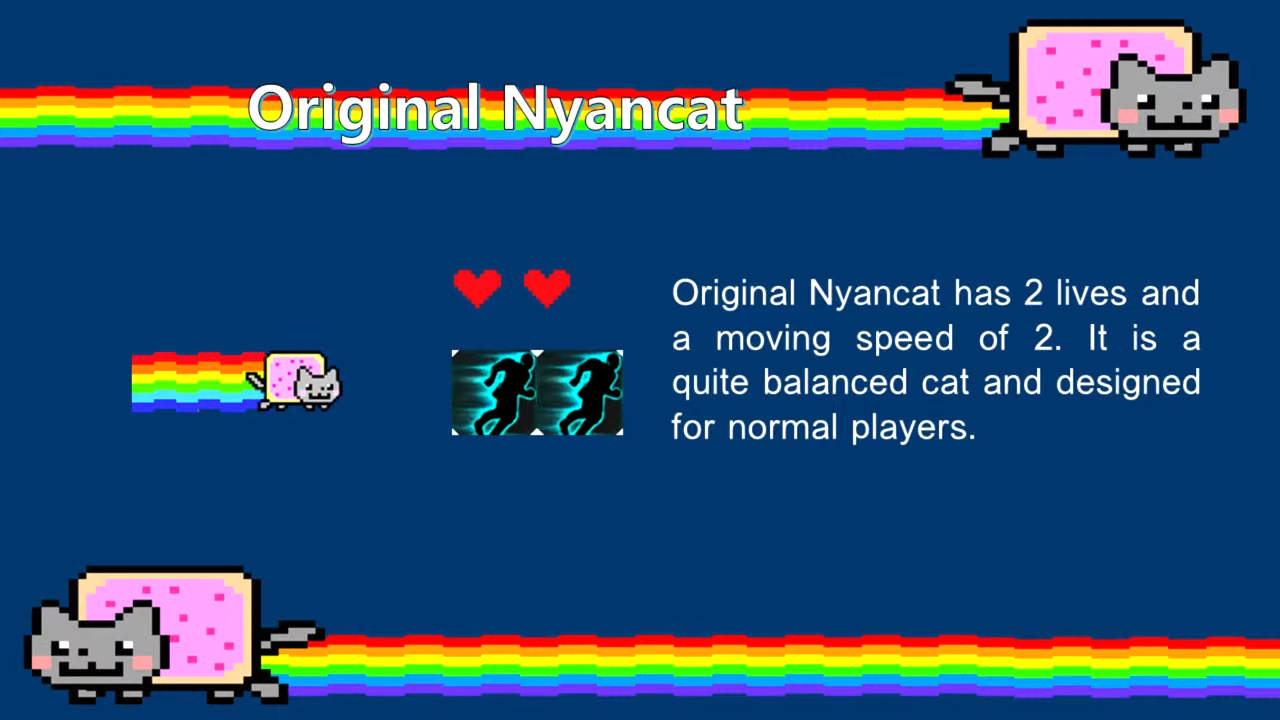 Original Nyancat
Original Nyancat has 2 lives and
a moving speed of 2. It is a
quite balanced cat and designed
for normal players.